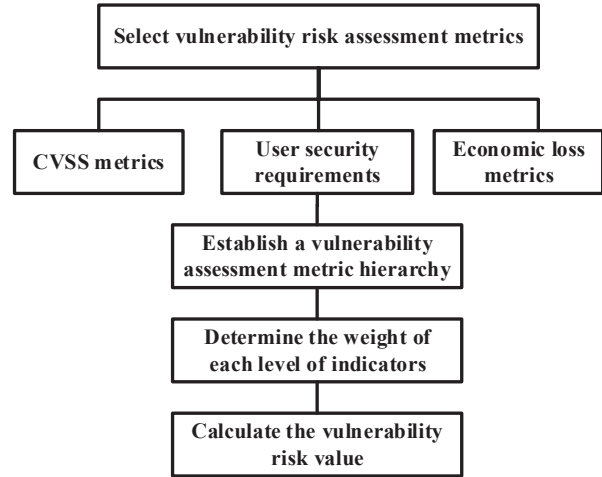 Select vulnerability risk assessment metrics
CVSS metrics
User security
requirements
Economic loss
metrics
Establish a vulnerability
assessment metric hierarchy
Determine the weight of
each level of indicators
Calculate the vulnerability
risk value